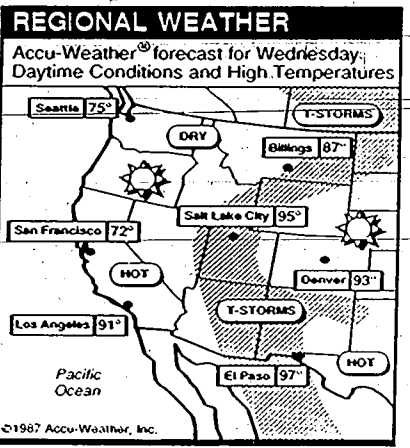 REGIONAL WEATHER
Accu-Weather® forecast for Wednesday
Daytime Conditions and High Temperatures
Seattle 75°
T-STORMS
DRY
Billings 87°
Salt Lake City 95°
San Francisco 72°
HOT
Denver 93°
T-STORMS
Los Angeles 91°
HOT
El Paso 97°
Pacific
Ocean
©1987 Accu-Weather, Inc.